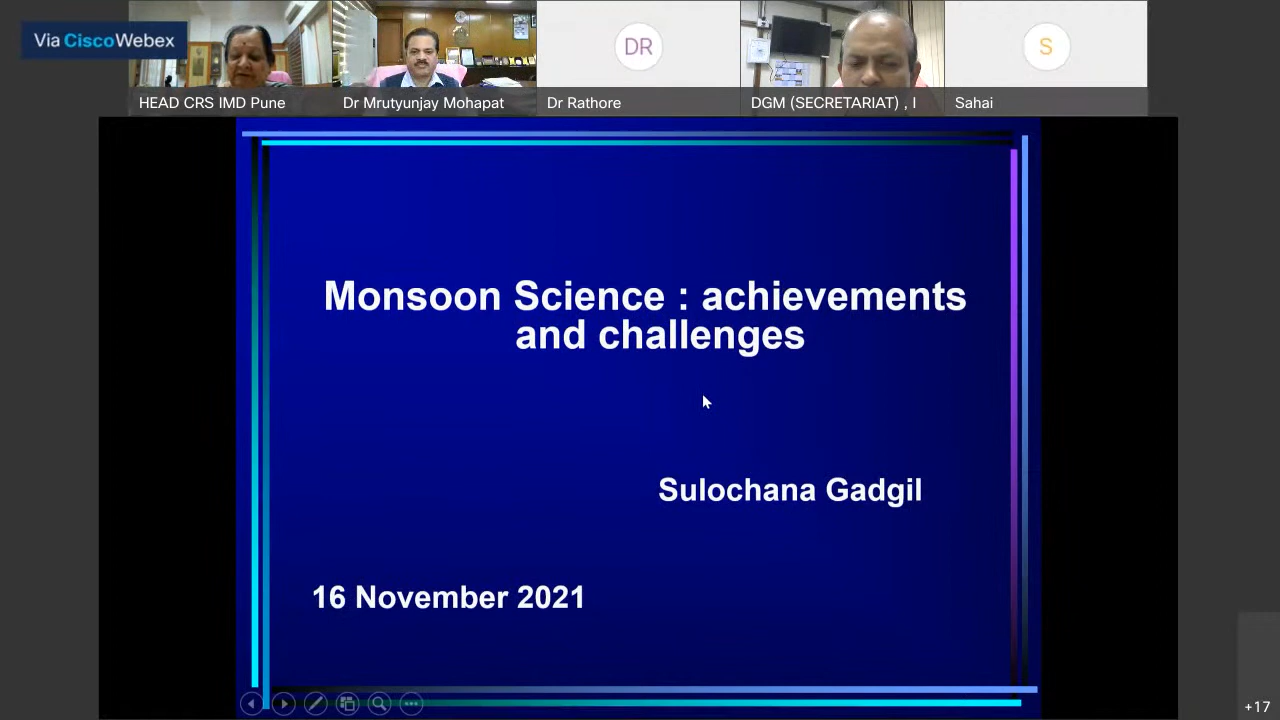 Via CiscoWebex
HEAD CRS IMD Pune
Dr Mrutyunjay Mohapat
DR
Dr Rathore
DGM (SECRETARIAT) , I
S
Sahai
Monsoon Science : achievements
and challenges
Sulochana Gadgil
16 November 2021
+17